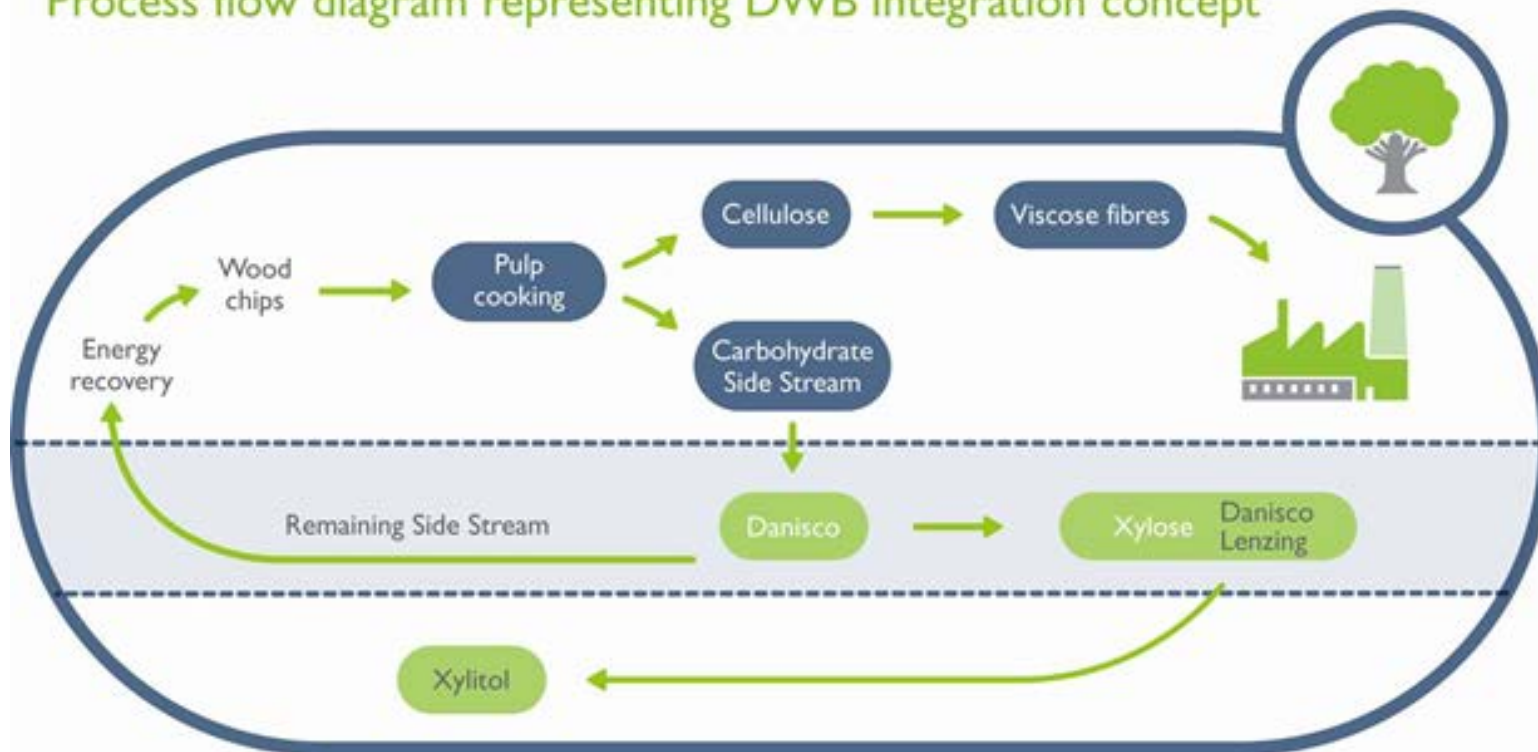 Process flow diagram representing DWB integration concept
Cellulose
Viscose fibres
Wood
chips
Pulp
cooking
Energy
recovery
Carbohydrate
Side Stream
Remaining Side Stream
Danisco
Xylose
Danisco
Lenzing
Xylitol